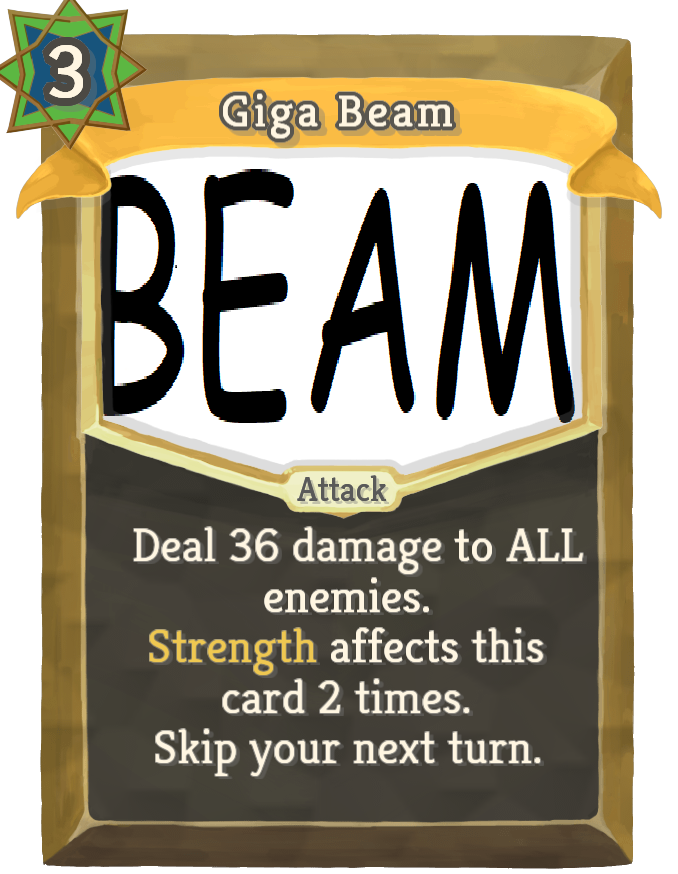 3
Giga Beam
BEAM
Attack
Deal 36 damage to ALL
enemies.
Strength affects this
card 2 times.
Skip your next turn.